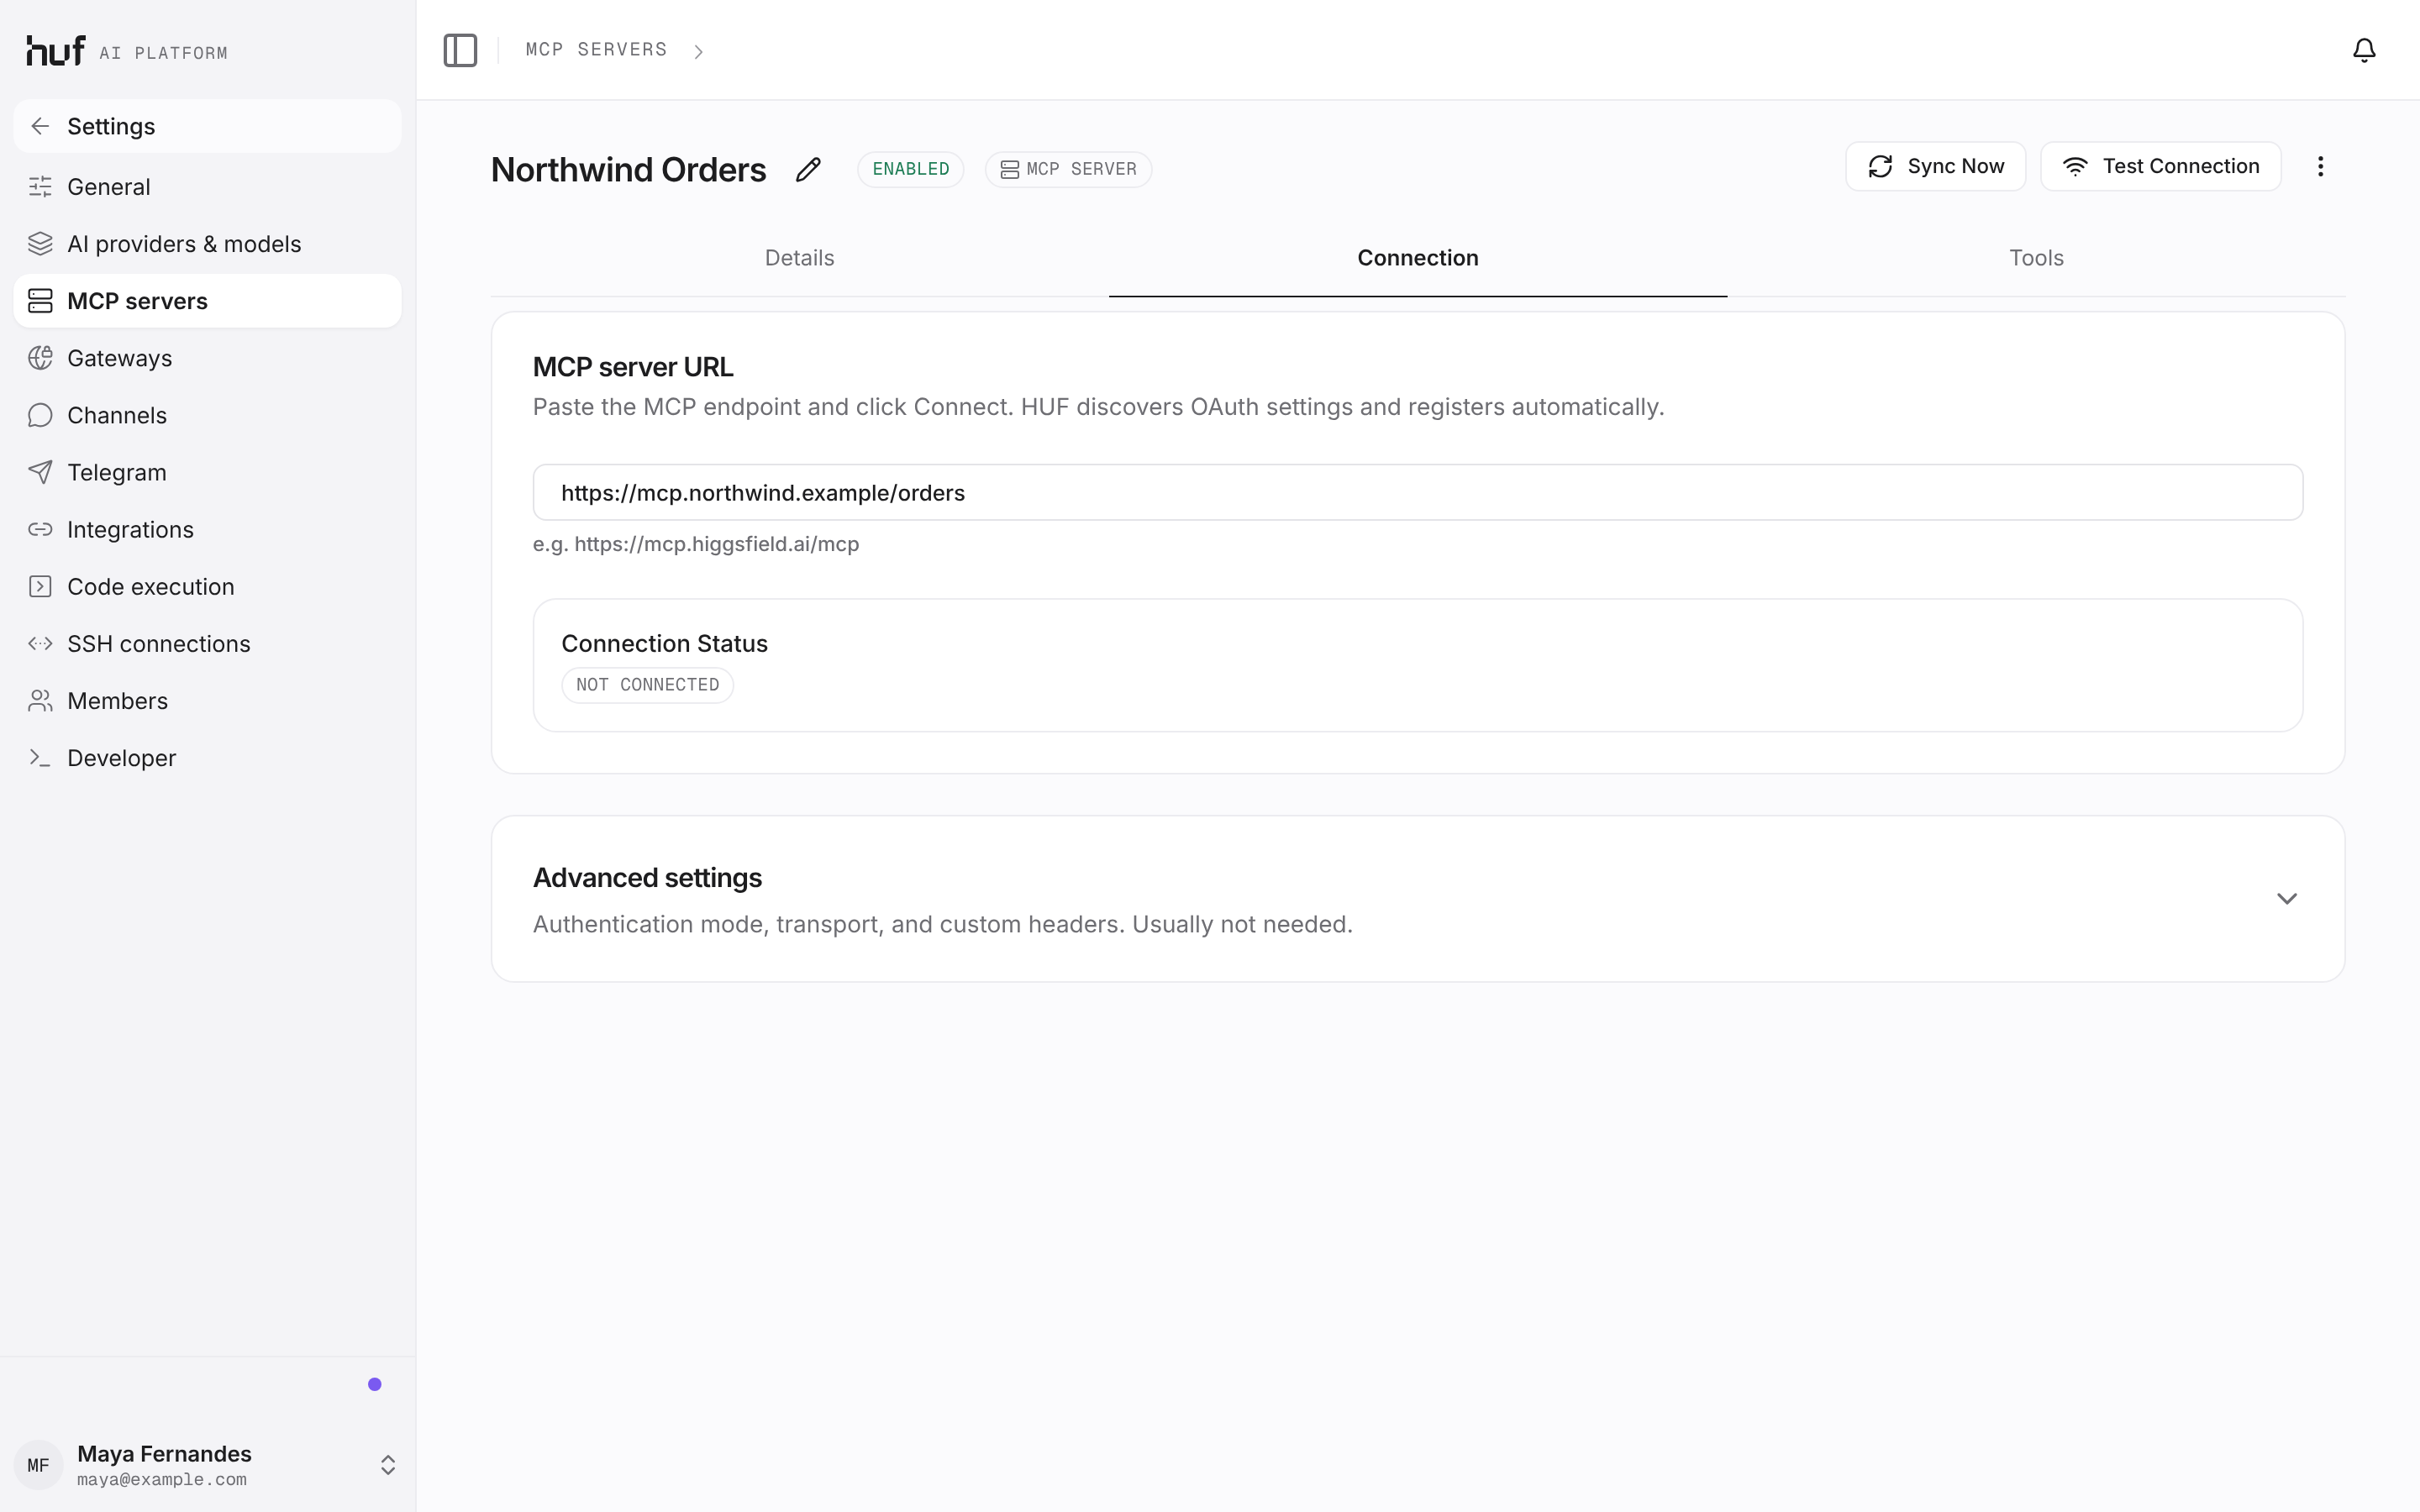 huf AI PLATFORM
Settings
General
AI providers & models
MCP servers
Gateways
Channels
Telegram
Integrations
Code execution
SSH connections
Members
Developer
MF
Maya Fernandes
maya@example.com
MCP SERVERS
Northwind Orders
ENABLED
MCP SERVER
Sync Now
Test Connection
Details
Connection
Tools
MCP server URL
Paste the MCP endpoint and click Connect. HUF discovers OAuth settings and registers automatically.
https://mcp.northwind.example/orders
e.g. https://mcp.higgsfield.ai/mcp
Connection Status
NOT CONNECTED
Advanced settings
Authentication mode, transport, and custom headers. Usually not needed.